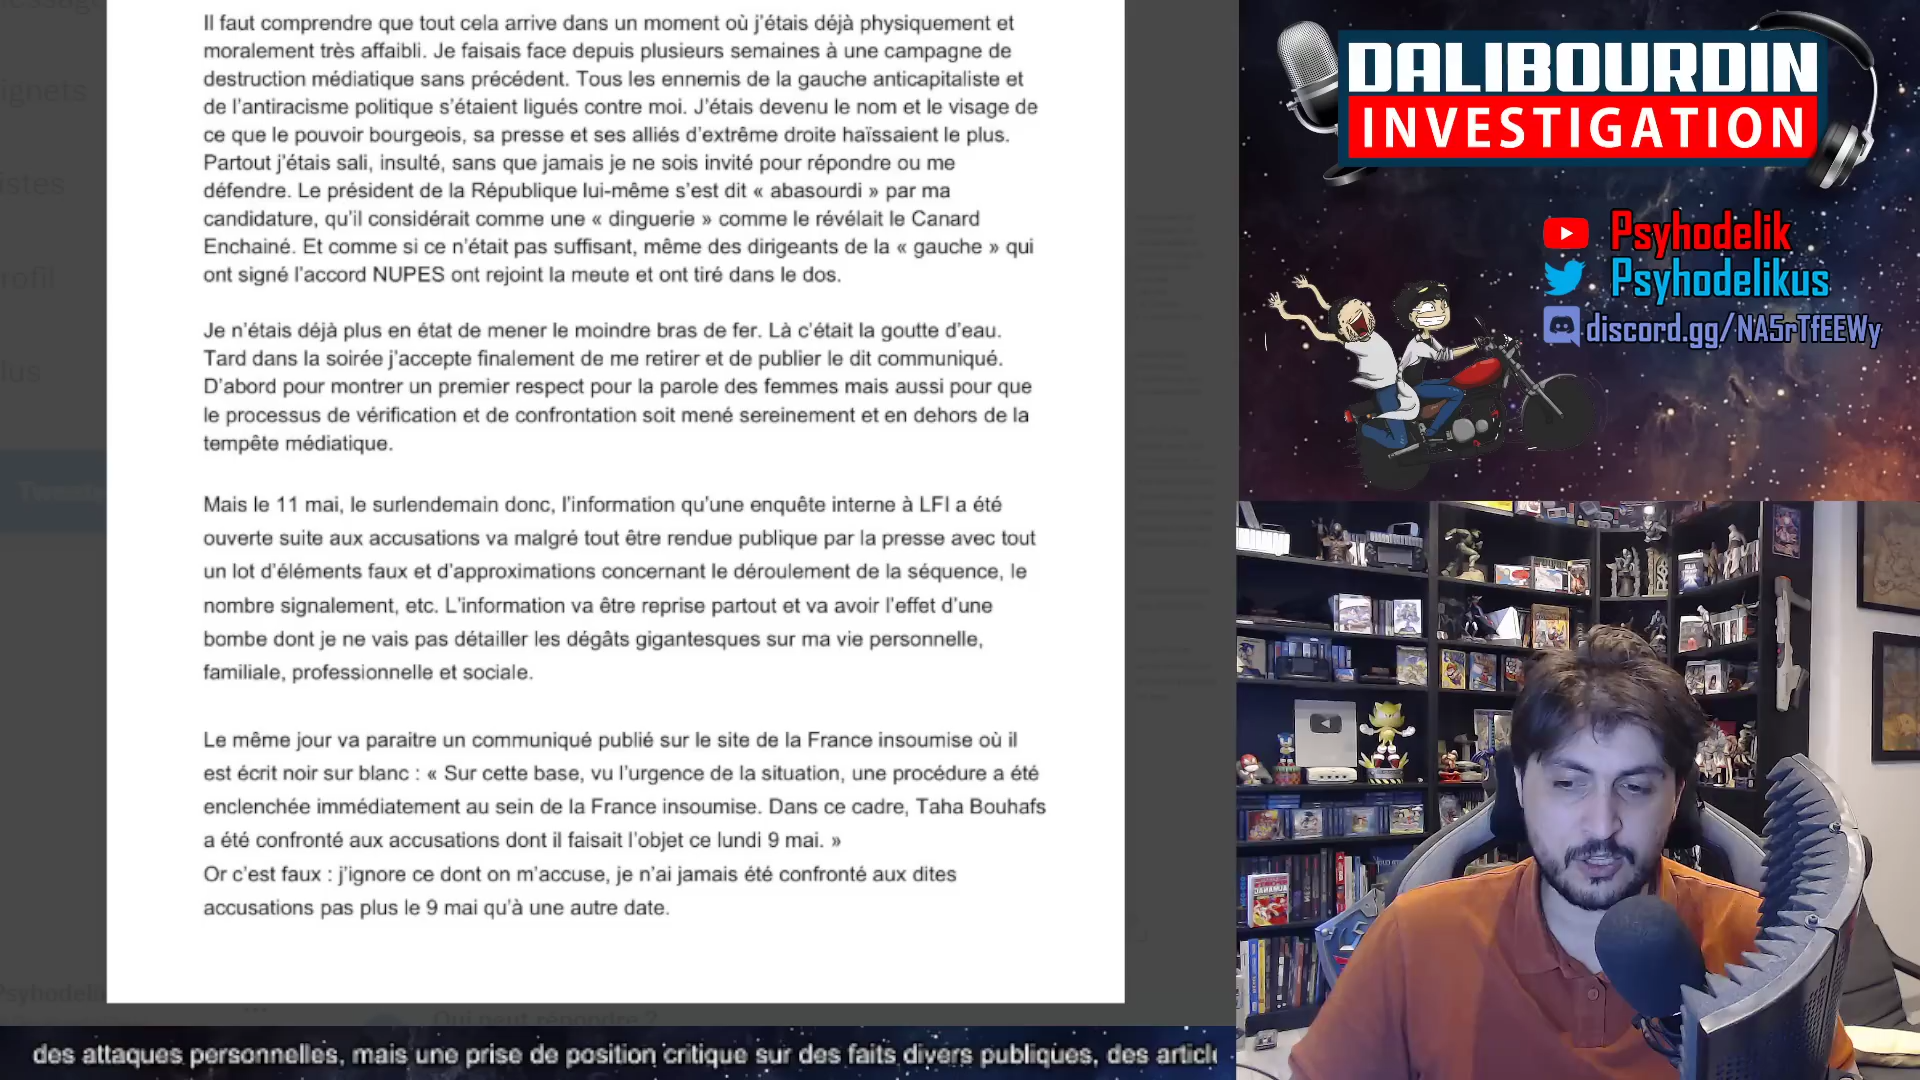 Il faut comprendre que tout cela arrive dans un moment où j’étais déjà physiquement et
moralement très affaibli. Je faisais face depuis plusieurs semaines à une campagne de
destruction médiatique sans précédent. Tous les ennemis de la gauche anticapitaliste et
de l’antiracisme politique s’étaient ligués contre moi. J’étais devenu le nom et le visage de
ce que le pouvoir bourgeois, sa presse et ses alliés d’extrême droite haïssaient le plus.
Partout j’étais sali, insulté, sans que jamais je ne sois invité pour répondre ou me
défendre. Le président de la République lui-même s’est dit « abasourdi » par ma
candidature, qu’il considérait comme une « dinguerie » comme le révélait le Canard
Enchainé. Et comme si ce n’était pas suffisant, même des dirigeants de la « gauche » qui
ont signé l’accord NUPES ont rejoint la meute et ont tiré dans le dos.
Je n’étais déjà plus en état de mener le moindre bras de fer. Là c’était la goutte d’eau.
Tard dans la soirée j’accepte finalement de me retirer et de publier le dit communiqué.
D’abord pour montrer un premier respect pour la parole des femmes mais aussi pour que
le processus de vérification et de confrontation soit mené sereinement et en dehors de la
tempête médiatique.
Mais le 11 mai, le surlendemain donc, l’information qu’une enquête interne à LFI a été
ouverte suite aux accusations va malgré tout être rendue publique par la presse avec tout
un lot d’éléments faux et d’approximations concernant le déroulement de la séquence, le
nombre signalement, etc. L’information va être reprise partout et va avoir l’effet d’une
bombe dont je ne vais pas détailler les dégâts gigantesques sur ma vie personnelle,
familiale, professionnelle et sociale.
Le même jour va paraitre un communiqué publié sur le site de la France insoumise où il
est écrit noir sur blanc : « Sur cette base, vu l’urgence de la situation, une procédure a été
enclenchée immédiatement au sein de la France insoumise. Dans ce cadre, Taha Bouhafs
a été confronté aux accusations dont il faisait l’objet ce lundi 9 mai. »
Or c’est faux : j’ignore ce dont on m’accuse, je n’ai jamais été confronté aux dites
accusations pas plus le 9 mai qu’à une autre date.
Qui peut répondre ?
des attaques personnelles, mais une prise de position critique sur des faits divers publiques, des articl
DALIBOURDIN
INVESTIGATION
Psyhodelik
Psyhodelikus
discord.gg/NA5rTfEEWy